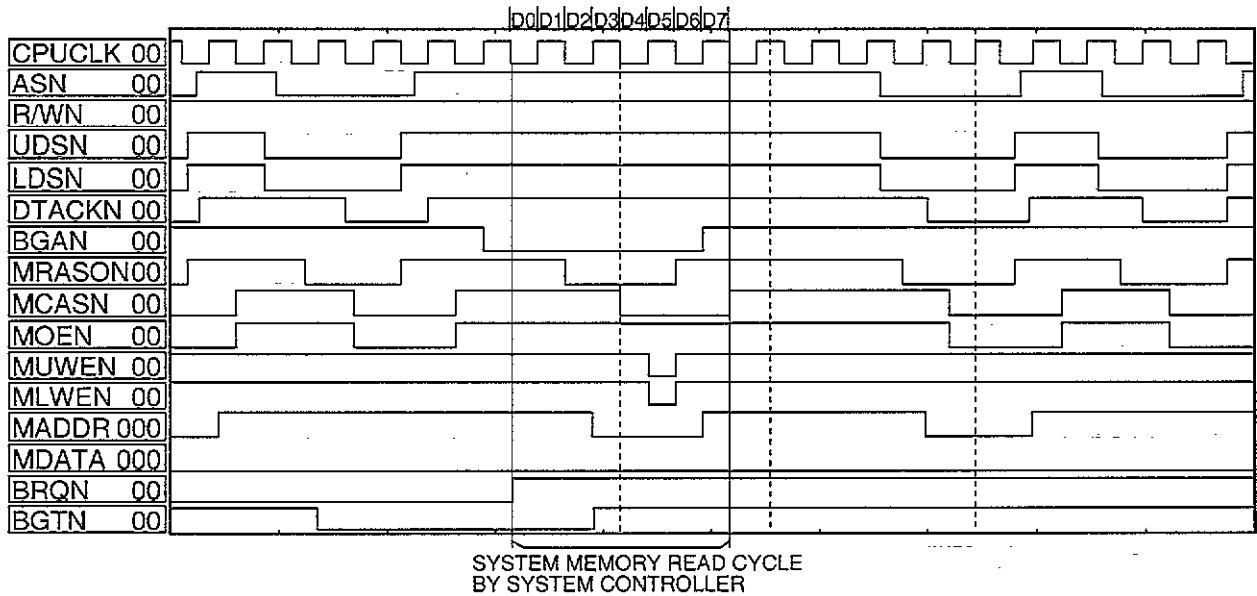 D0 D1 D2 D3 D4 D5 D6 D7
CPUCLK 00
ASN 00
R/WN 00
UDSN 00
LDSN 00
DTACKN 00
BGAN 00
MRASON 00
MCASN 00
MOEN 00
MUWEN 00
MLWEN 00
MADDR 000
MDATA 000
BRQN 00
BGTN 00
SYSTEM MEMORY READ CYCLE
BY SYSTEM CONTROLLER